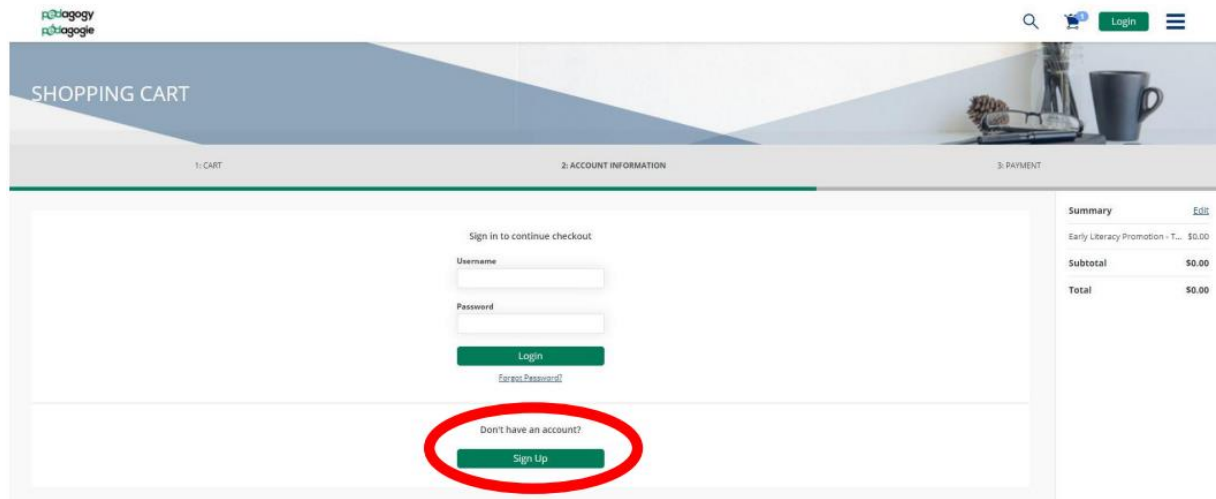 pedagogy
pédagogie
1
Login
SHOPPING CART
1: CART
2: ACCOUNT INFORMATION
3: PAYMENT
Sign in to continue checkout
Username
Password
Login
Forgot Password?
Don't have an account?
Sign Up
Summary Edit
Early Literacy Promotion - T... $0.00
Subtotal $0.00
Total $0.00